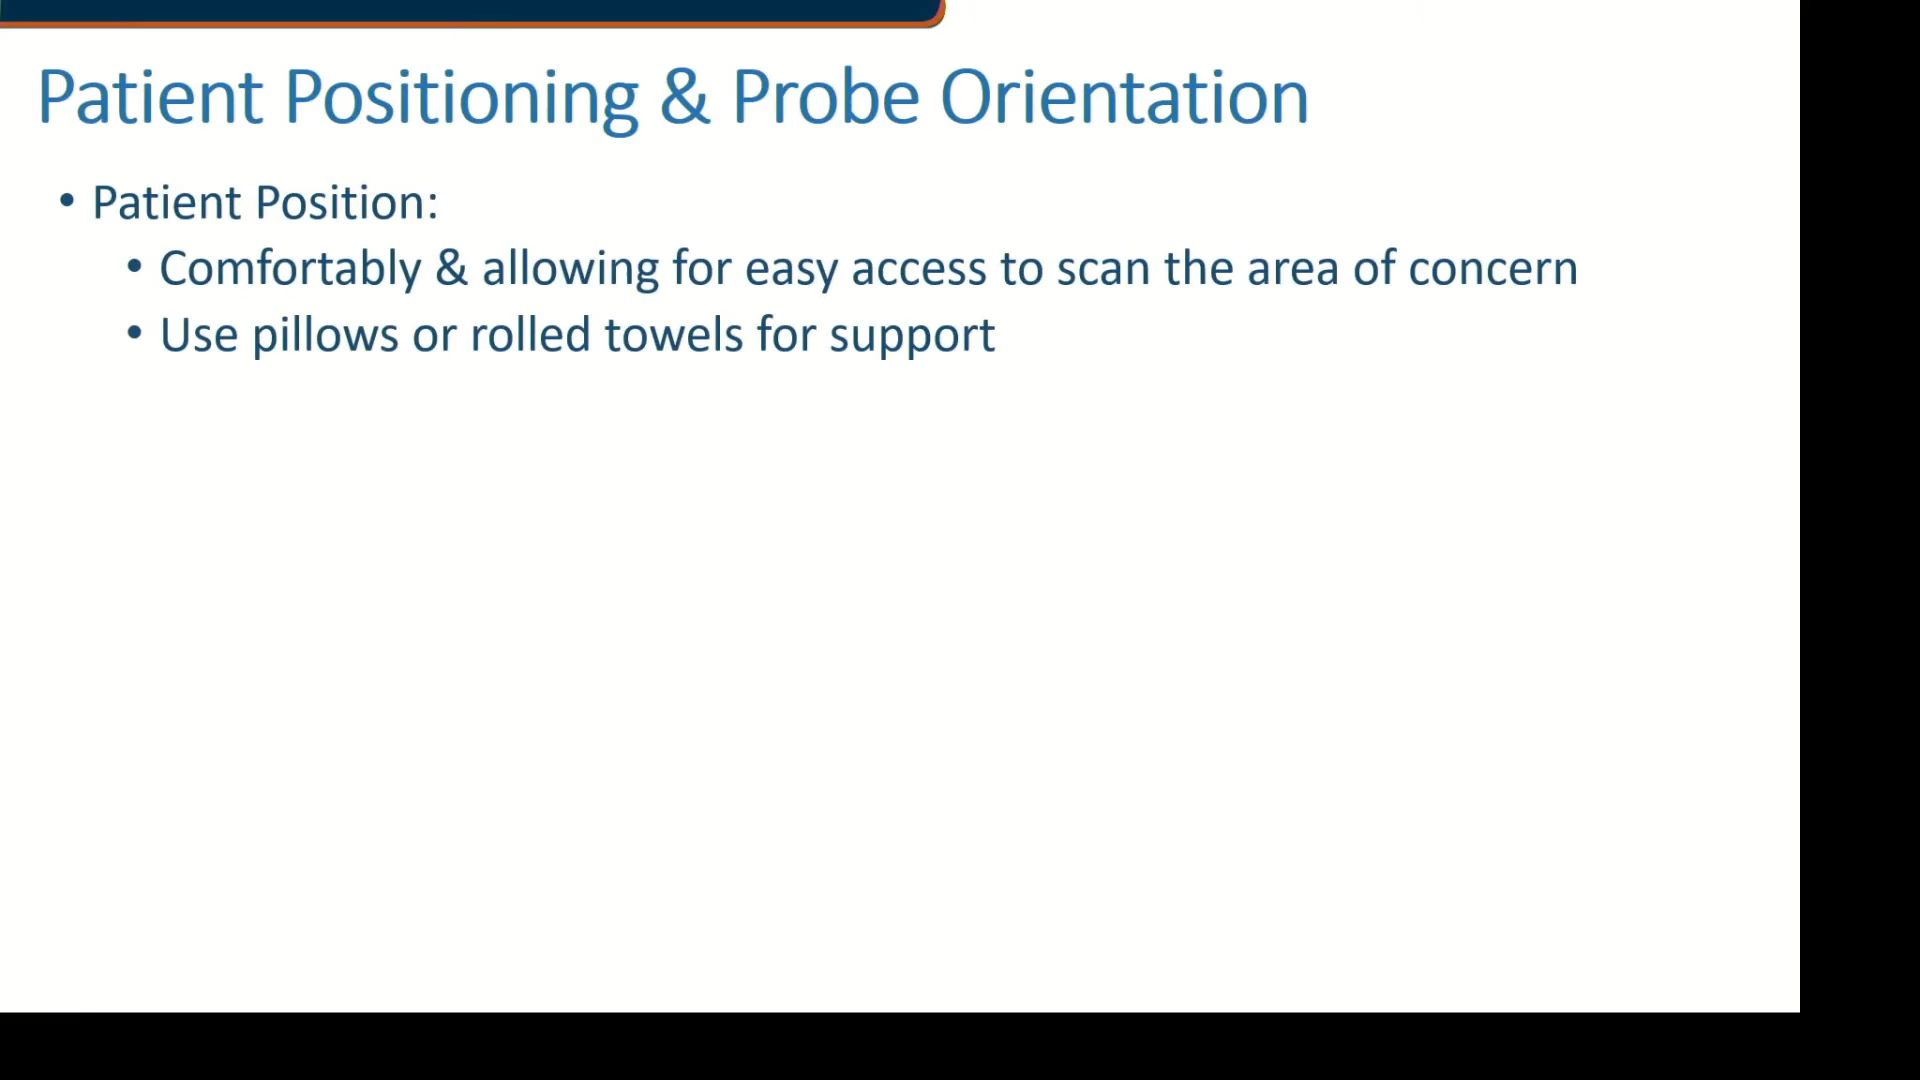 Patient Positioning & Probe Orientation
• Patient Position:
• Comfortably & allowing for easy access to scan the area of concern
• Use pillows or rolled towels for support